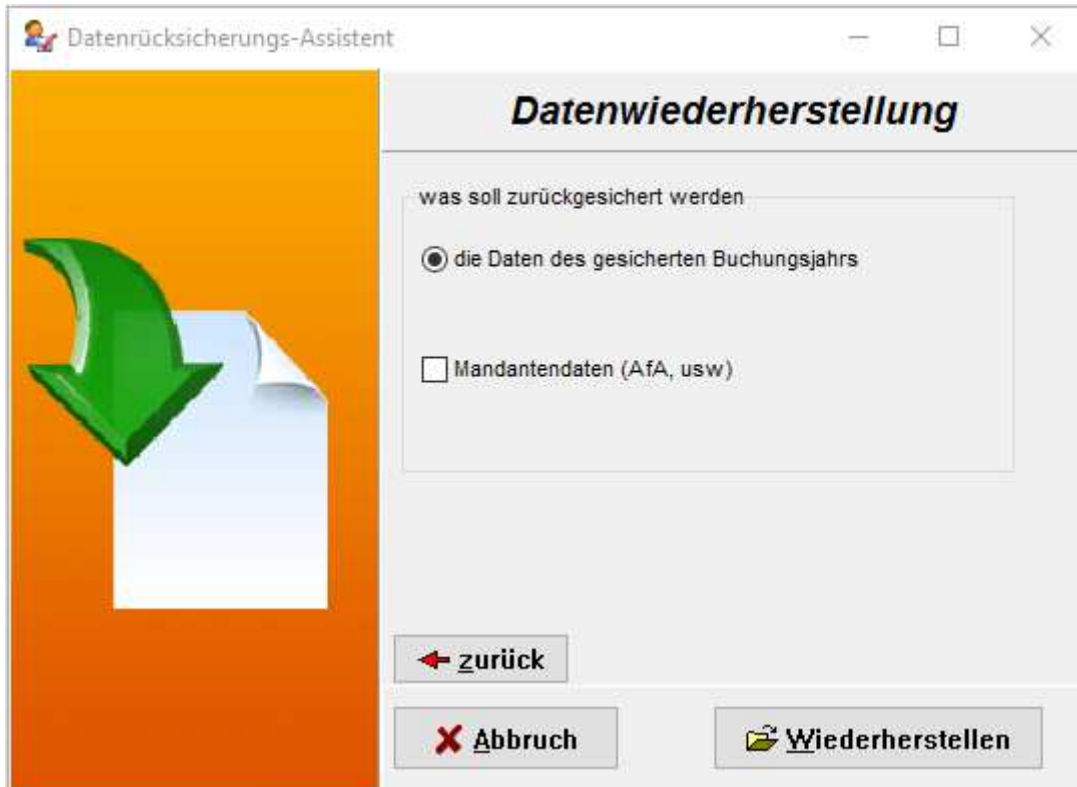 Datenrücksicherungs-Assistent
Datenwiederherstellung
was soll zurückgesichert werden
die Daten des gesicherten Buchungsjahrs
Mandantendaten (AfA, usw)
zurück
Abbruch
Wiederherstellen